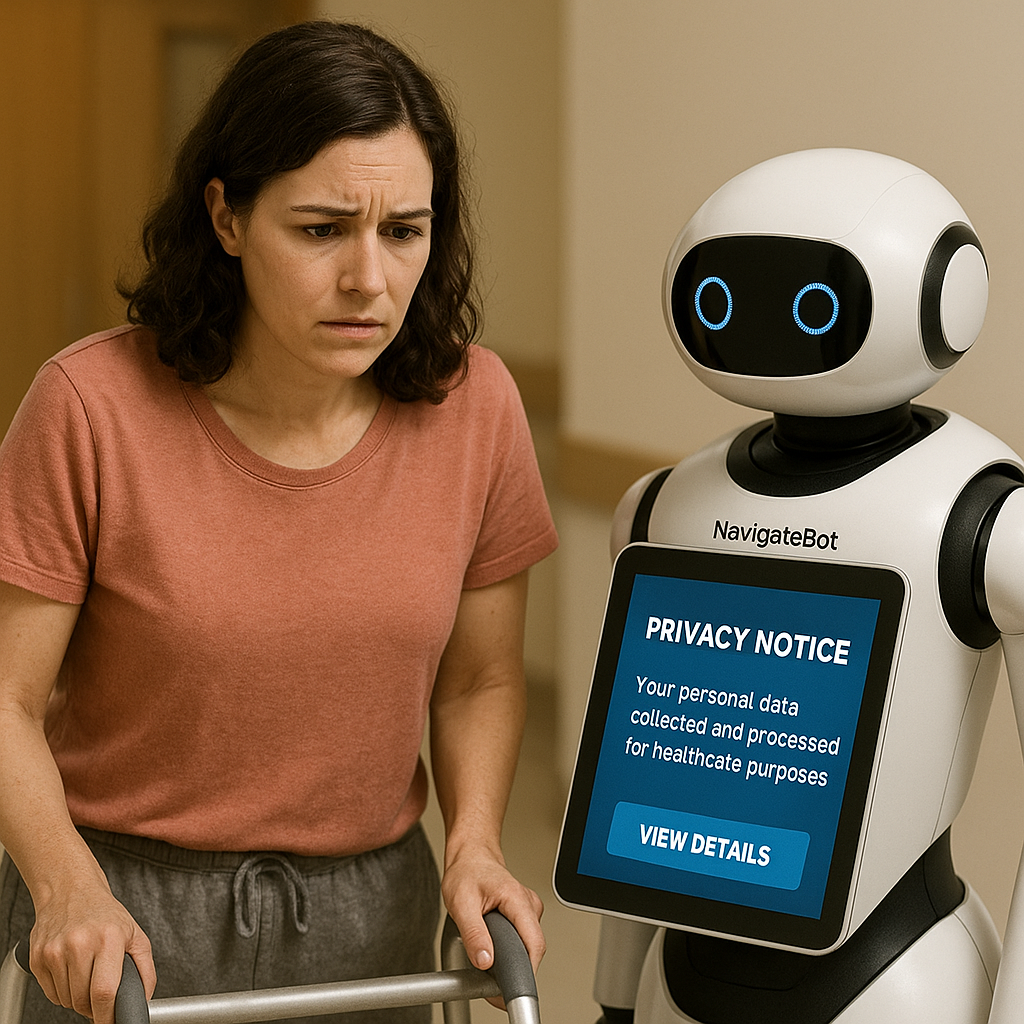 NavigateBot
PRIVACY NOTICE
Your personal data
collected and processed
for healthcate purposes
VIEW DETAILS